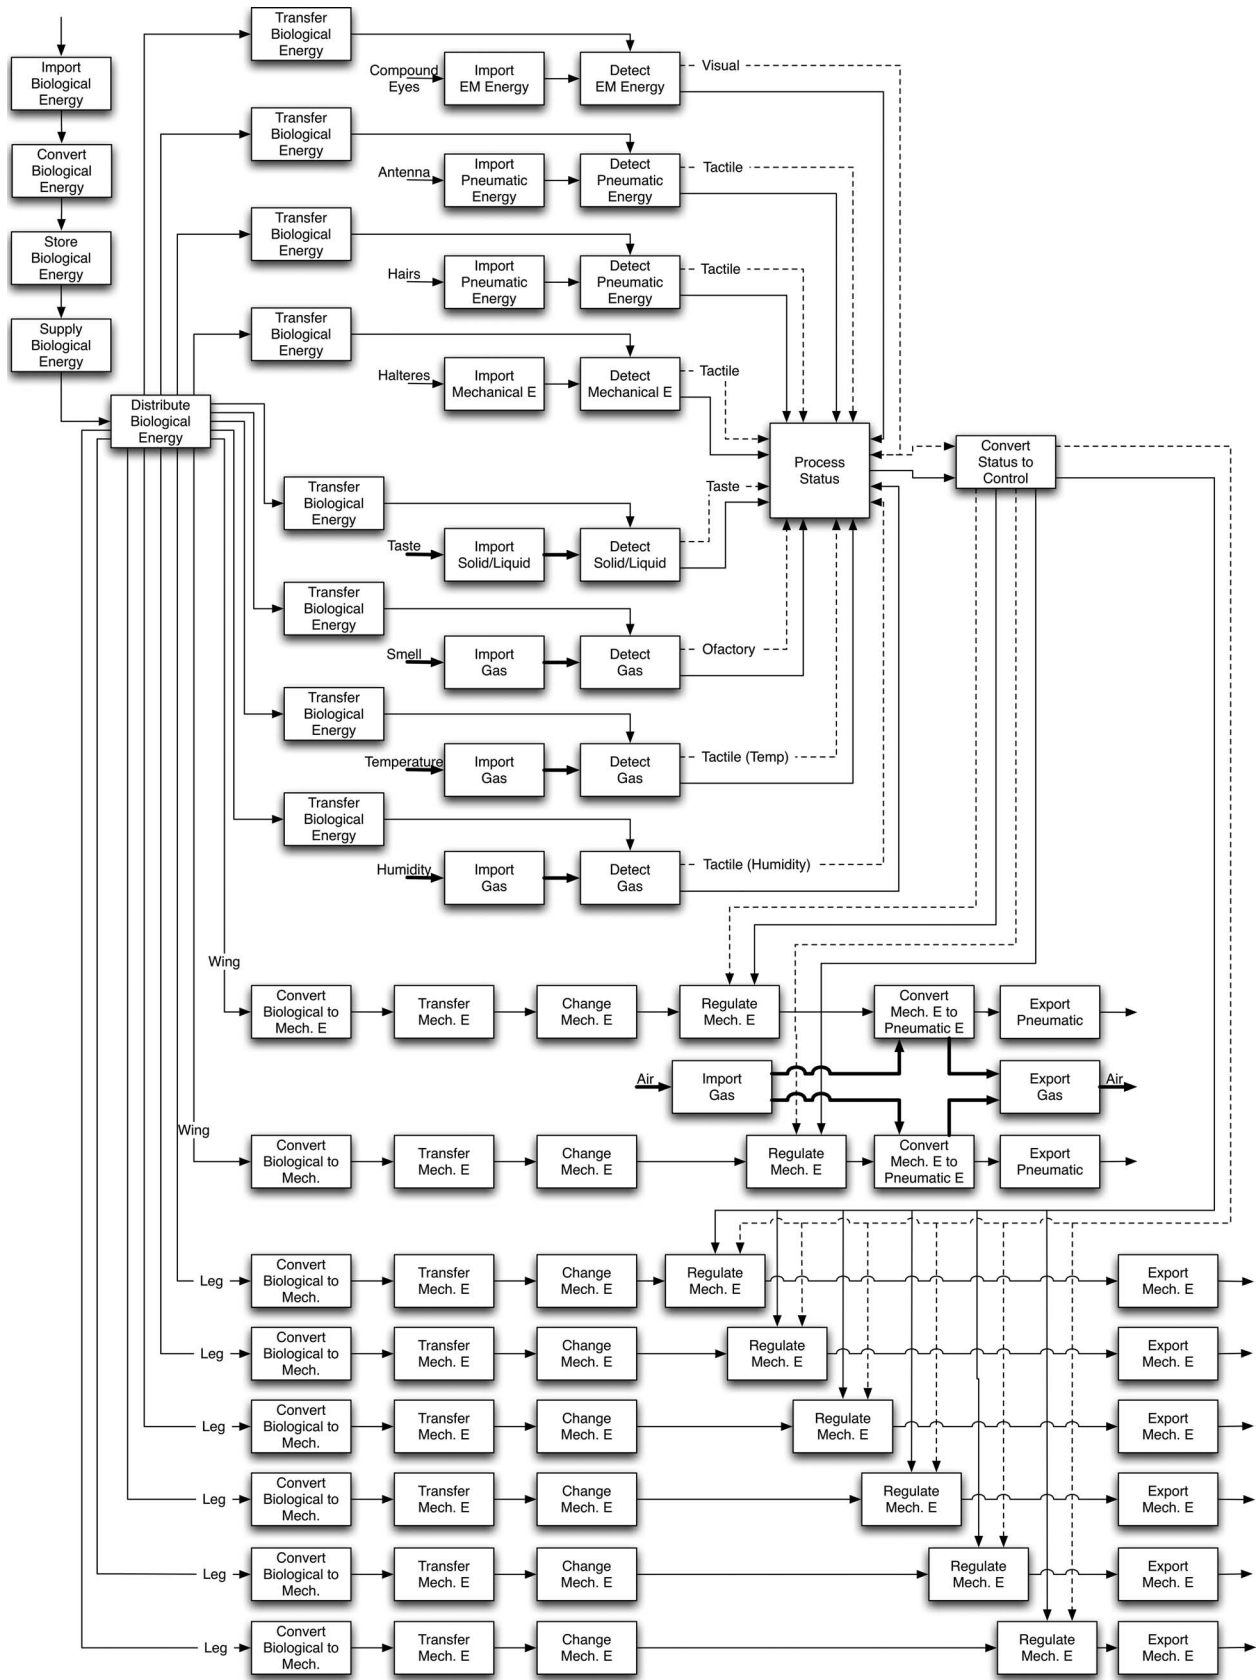 Transfer
Biological
Energy
Import
Biological
Energy
Compound
Eyes
Import
EM Energy
Detect
EM Energy
Visual
Convert
Biological
Energy
Transfer
Biological
Energy
Antenna
Import
Pneumatic
Energy
Detect
Pneumatic
Energy
Tactile
Store
Biological
Energy
Transfer
Biological
Energy
Hairs
Import
Pneumatic
Energy
Detect
Pneumatic
Energy
Tactile
Supply
Biological
Energy
Transfer
Biological
Energy
Halteres
Import
Mechanical E
Detect
Mechanical E
Tactile
Distribute
Biological
Energy
Process
Status
Convert
Status to
Control
Transfer
Biological
Energy
Taste
Import
Solid/Liquid
Detect
Solid/Liquid
Taste
Transfer
Biological
Energy
Smell
Import
Gas
Detect
Gas
Ofactory
Transfer
Biological
Energy
Temperature
Import
Gas
Detect
Gas
Tactile (Temp)
Transfer
Biological
Energy
Humidity
Import
Gas
Detect
Gas
Tactile (Humidity)
Wing
Convert
Biological to
Mech. E
Transfer
Mech. E
Change
Mech. E
Regulate
Mech. E
Convert
Mech. E to
Pneumatic E
Export
Pneumatic
Air
Import
Gas
Export
Gas
Air
Wing
Convert
Biological to
Mech.
Transfer
Mech. E
Change
Mech. E
Regulate
Mech. E
Convert
Mech. E to
Pneumatic E
Export
Pneumatic
Leg
Convert
Biological to
Mech.
Transfer
Mech. E
Change
Mech. E
Regulate
Mech. E
Export
Mech. E
Leg
Convert
Biological to
Mech.
Transfer
Mech. E
Change
Mech. E
Regulate
Mech. E
Export
Mech. E
Leg
Convert
Biological to
Mech.
Transfer
Mech. E
Change
Mech. E
Regulate
Mech. E
Export
Mech. E
Leg
Convert
Biological to
Mech.
Transfer
Mech. E
Change
Mech. E
Regulate
Mech. E
Export
Mech. E
Leg
Convert
Biological to
Mech.
Transfer
Mech. E
Change
Mech. E
Regulate
Mech. E
Export
Mech. E
Leg
Convert
Biological to
Mech.
Transfer
Mech. E
Change
Mech. E
Regulate
Mech. E
Export
Mech. E